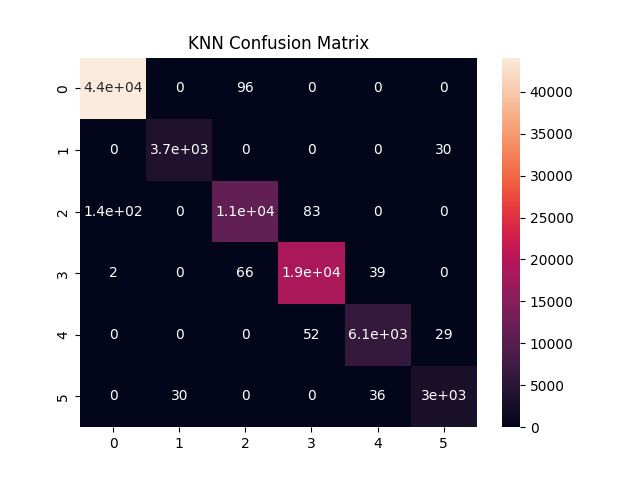 KNN Confusion Matrix
0 4.4e+04 0 96 0 0 0
1 0 3.7e+03 0 0 0 30
2 1.4e+02 0 1.1e+04 83 0 0
3 2 0 66 1.9e+04 39 0
4 0 0 0 52 6.1e+03 29
5 0 30 0 0 36 3e+03
0 1 2 3 4 5
40000
35000
30000
25000
20000
15000
10000
5000
0